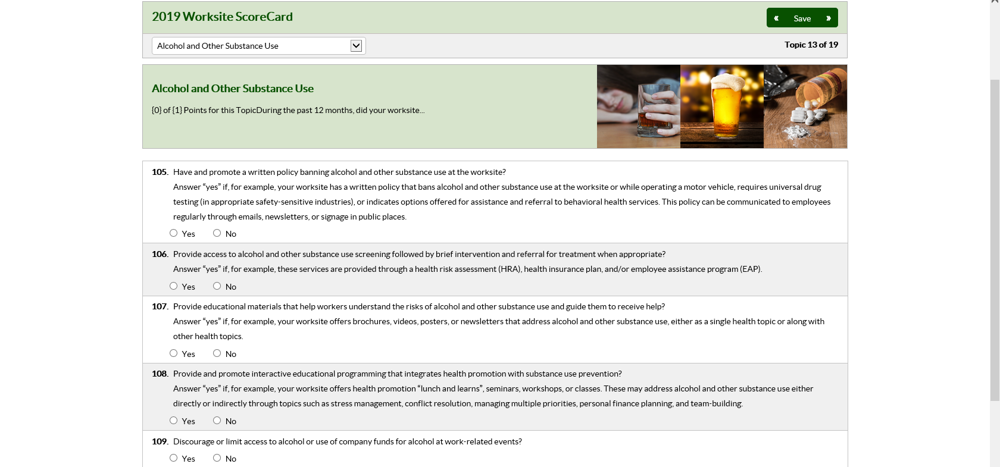 2019 Worksite ScoreCard
« Save »
Alcohol and Other Substance Use
Topic 13 of 19
Alcohol and Other Substance Use
{0} of {1} Points for this TopicDuring the past 12 months, did your worksite...
105. Have and promote a written policy banning alcohol and other substance use at the worksite?
Answer “yes” if, for example, your worksite has a written policy that bans alcohol and other substance use at the worksite or while operating a motor vehicle, requires universal drug
testing (in appropriate safety-sensitive industries), or indicates options offered for assistance and referral to behavioral health services. This policy can be communicated to employees
regularly through emails, newsletters, or signage in public places.
Yes No
106. Provide access to alcohol and other substance use screening followed by brief intervention and referral for treatment when appropriate?
Answer “yes” if, for example, these services are provided through a health risk assessment (HRA), health insurance plan, and/or employee assistance program (EAP).
Yes No
107. Provide educational materials that help workers understand the risks of alcohol and other substance use and guide them to receive help?
Answer “yes” if, for example, your worksite offers brochures, videos, posters, or newsletters that address alcohol and other substance use, either as a single health topic or along with
other health topics.
Yes No
108. Provide and promote interactive educational programming that integrates health promotion with substance use prevention?
Answer “yes” if, for example, your worksite offers health promotion “lunch and learns”, seminars, workshops, or classes. These may address alcohol and other substance use either
directly or indirectly through topics such as stress management, conflict resolution, managing multiple priorities, personal finance planning, and team-building.
Yes No
109. Discourage or limit access to alcohol or use of company funds for alcohol at work-related events?
Yes No